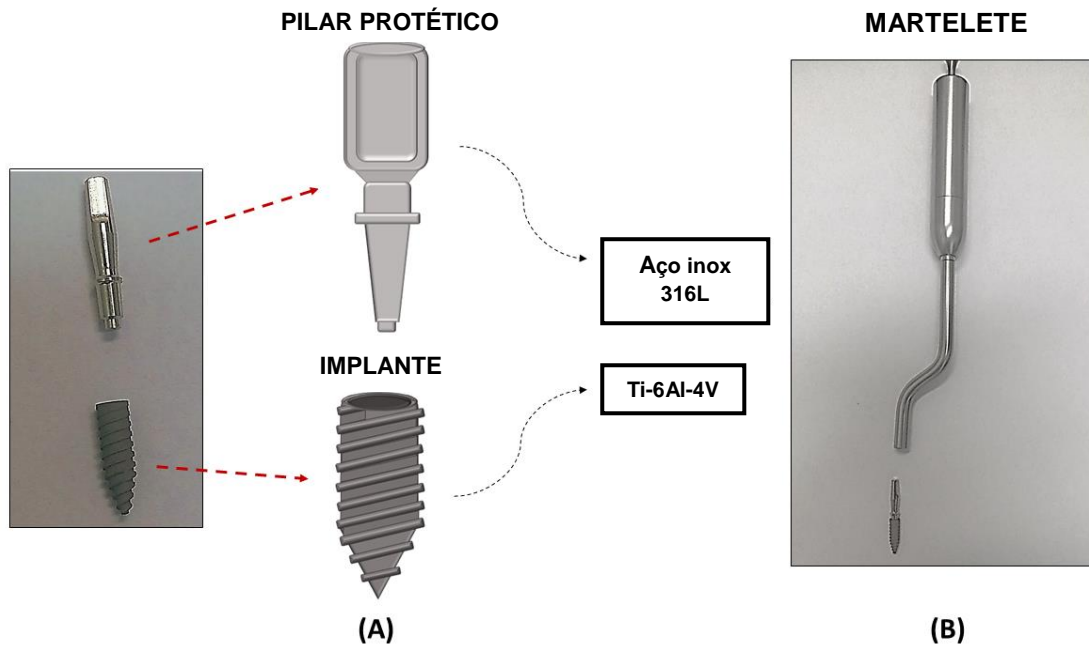 PILAR PROTÉTICO
MARTELETE
Aço inox
316L
IMPLANTE
Ti-6Al-4V
(A)
(B)